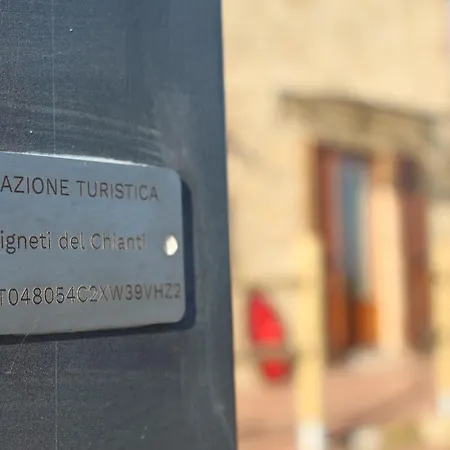 AZIONE TURISTICA
igneti del Chianti
T048054C2XW39VHZ2